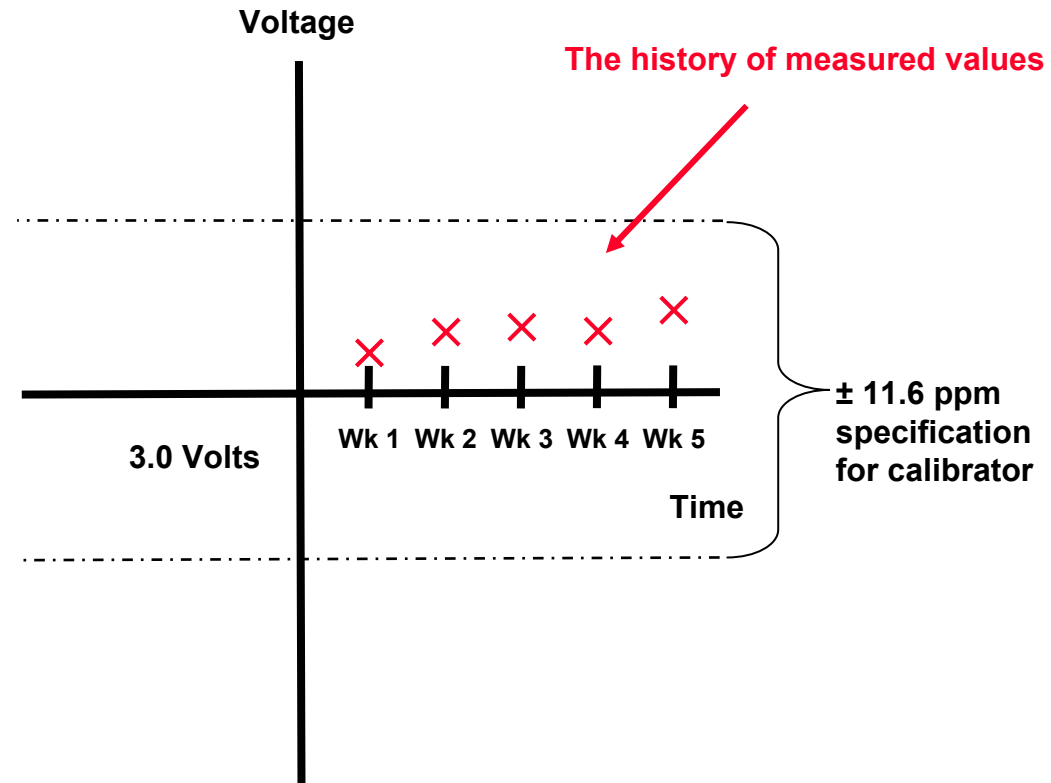 Voltage
The history of measured values
± 11.6 ppm
specification
for calibrator
Wk 1 Wk 2 Wk 3 Wk 4 Wk 5
3.0 Volts
Time